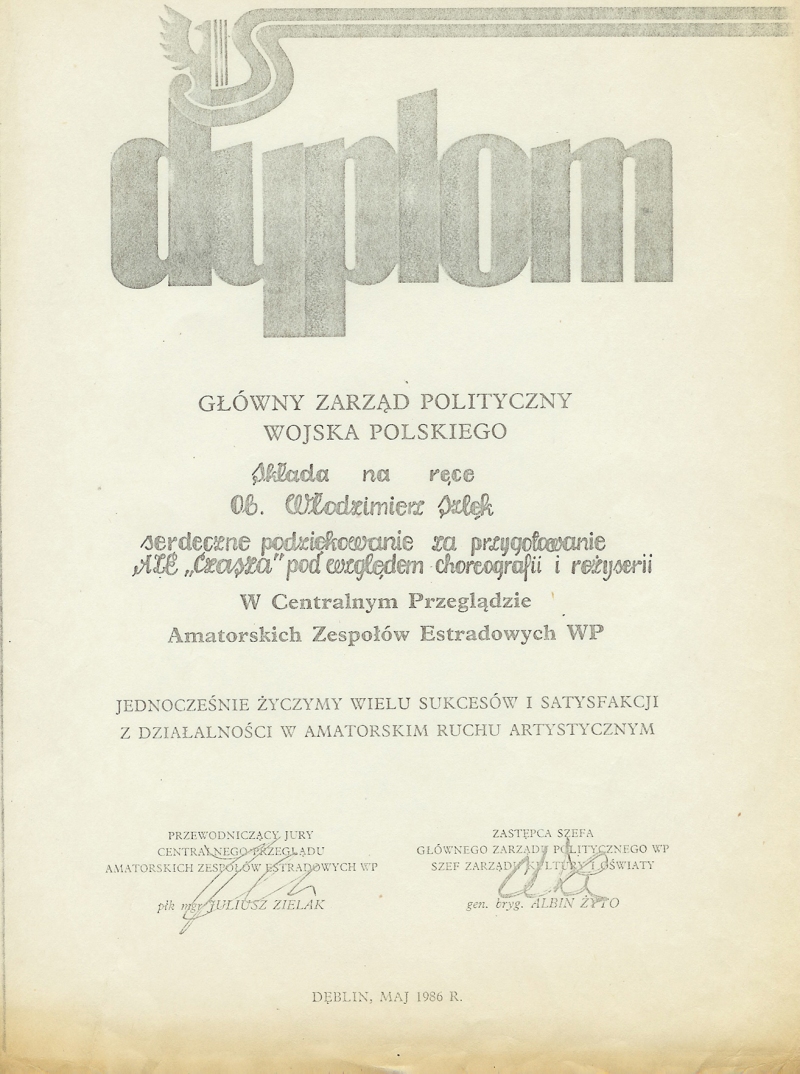 dyplom
GŁÓWNY ZARZĄD POLITYCZNY
WOJSKA POLSKIEGO
Składa na ręce
Ob. Włodzimierz Szlęk
serdeczne podziękowanie za przygotowanie
„Czasza” pod względem choreografii i reżyserii
W Centralnym Przeglądzie
Amatorskich Zespołów Estradowych WP
JEDNOCZEŚNIE ŻYCZYMY WIELU SUKCESÓW I SATYSFAKCJI
Z DZIAŁALNOŚCI W AMATORSKIM RUCHU ARTYSTYCZNYM
PRZEWODNICZĄCY JURY
CENTRALNEGO PRZEGLĄDU
AMATORSKICH ZESPOŁÓW ESTRADOWYCH WP
płk mgr JULIUSZ ZIELAK
ZASTĘPCA SZEFA
GŁÓWNEGO ZARZĄDU POLITYCZNEGO WP
SZEF ZARZĄDU KULTURY I OŚWIATY
gen. bryg. ALBIN ŻYTO
DĘBLIN, MAJ 1986 R.